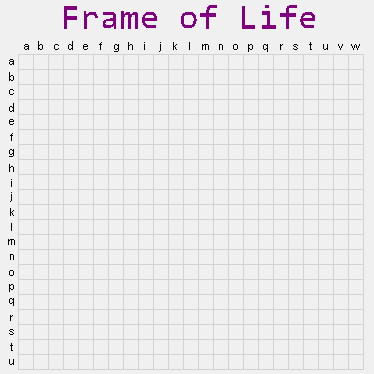 Frame of Life
a b c d e f g h i j k l m n o p q r s t u v w
a
b
c
d
e
f
g
h
i
j
k
l
m
n
o
p
q
r
s
t
u